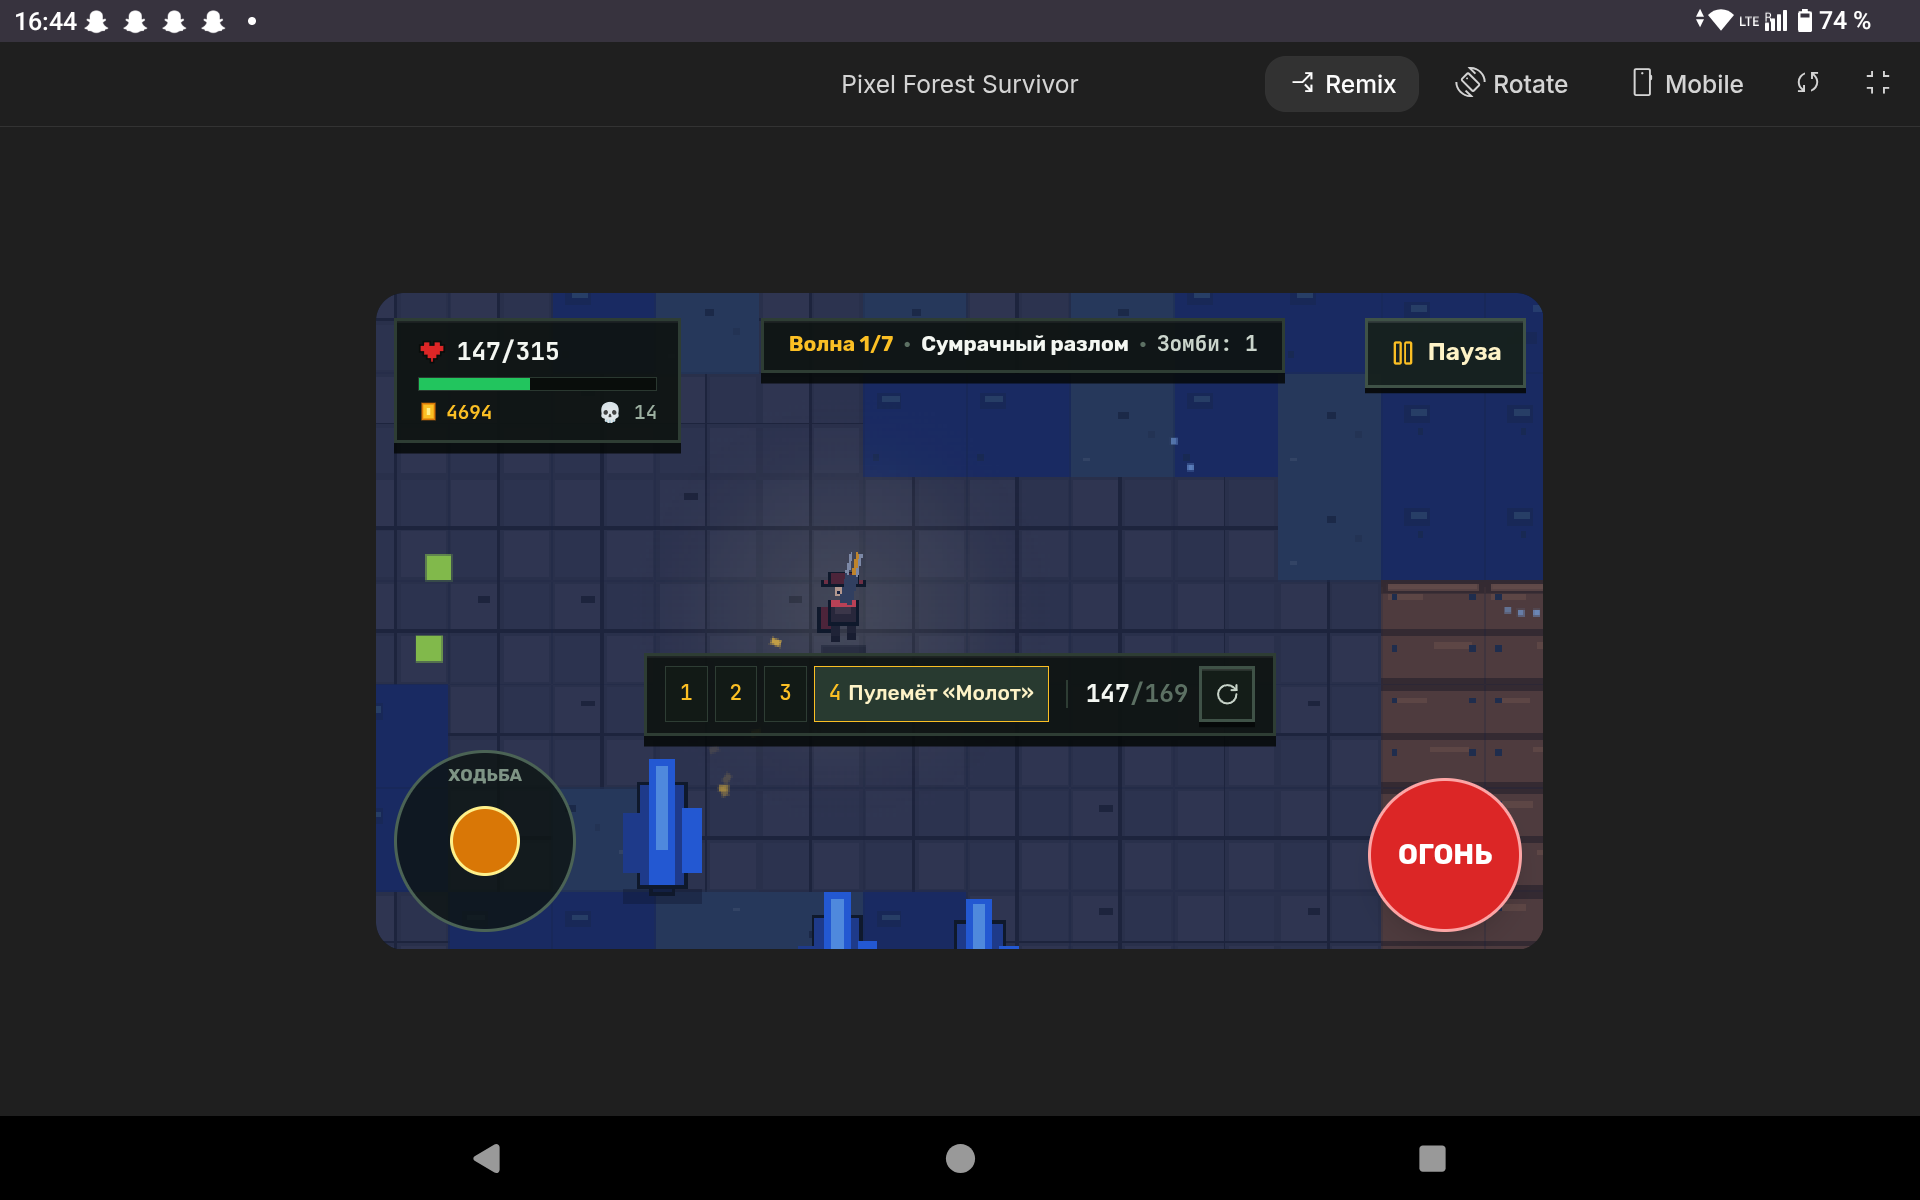 16:44
LTE
R
74 %
Pixel Forest Survivor
Remix
Rotate
Mobile
147/315
4694
14
Волна 1/7 • Сумрачный разлом • Зомби: 1
Пауза
1
2
3
4 Пулемёт «Молот»
147/169
ХОДЬБА
ОГОНЬ